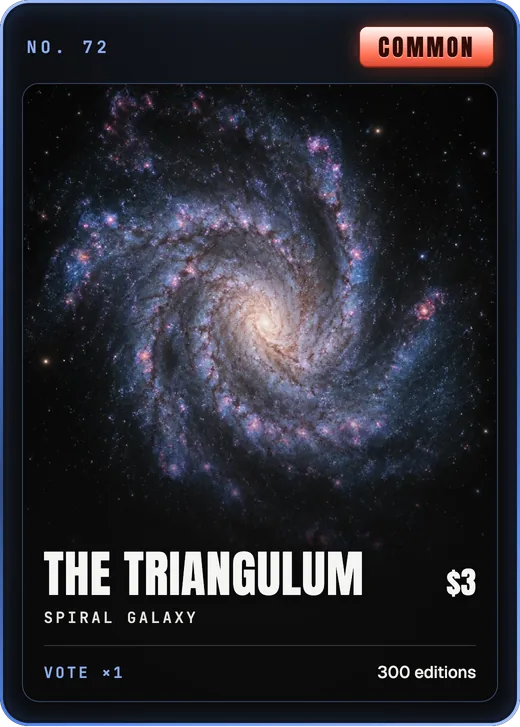 NO. 72
COMMON
THE TRIANGULUM
$3
SPIRAL GALAXY
VOTE ×1
300 editions